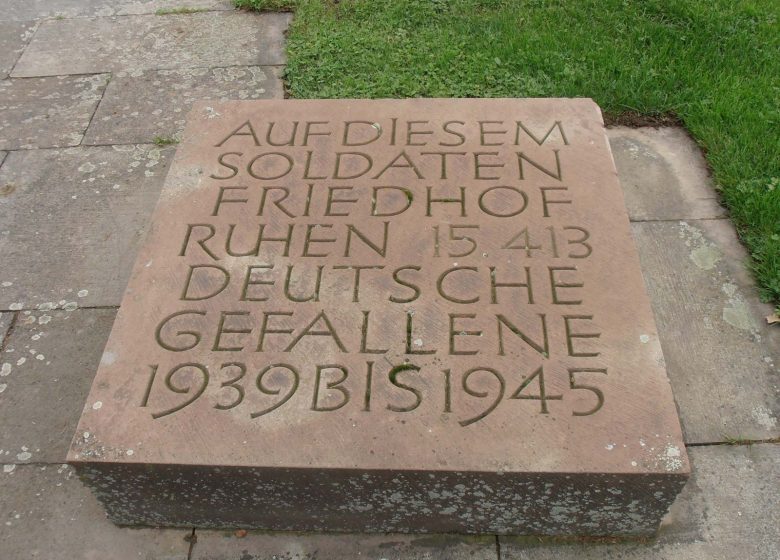 AUF DIESEM
SOLDATEN
FRIEDHOF
RUHEN 15 413
DEUTSCHE
GEFALLENE
1939 BIS 1945